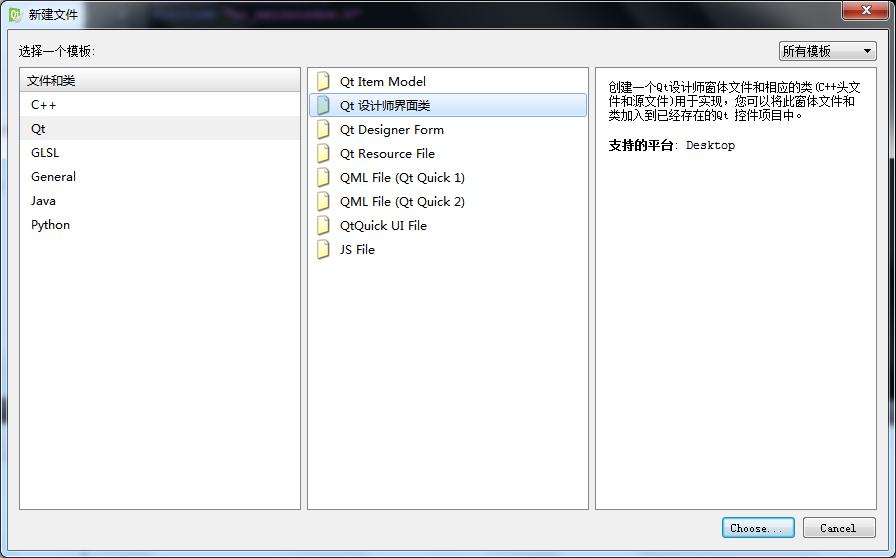 新建文件
选择一个模板:
所有模板
文件和类
C++
Qt
GLSL
General
Java
Python
Qt Item Model
Qt 设计师界面类
Qt Designer Form
Qt Resource File
QML File (Qt Quick 1)
QML File (Qt Quick 2)
QtQuick UI File
JS File
创建一个Qt设计师窗体文件和相应的类(C++头文
件和源文件)用于实现，您可以将此窗体文件和
类加入到已经存在的Qt 控件项目中。
支持的平台: Desktop
Choose...
Cancel